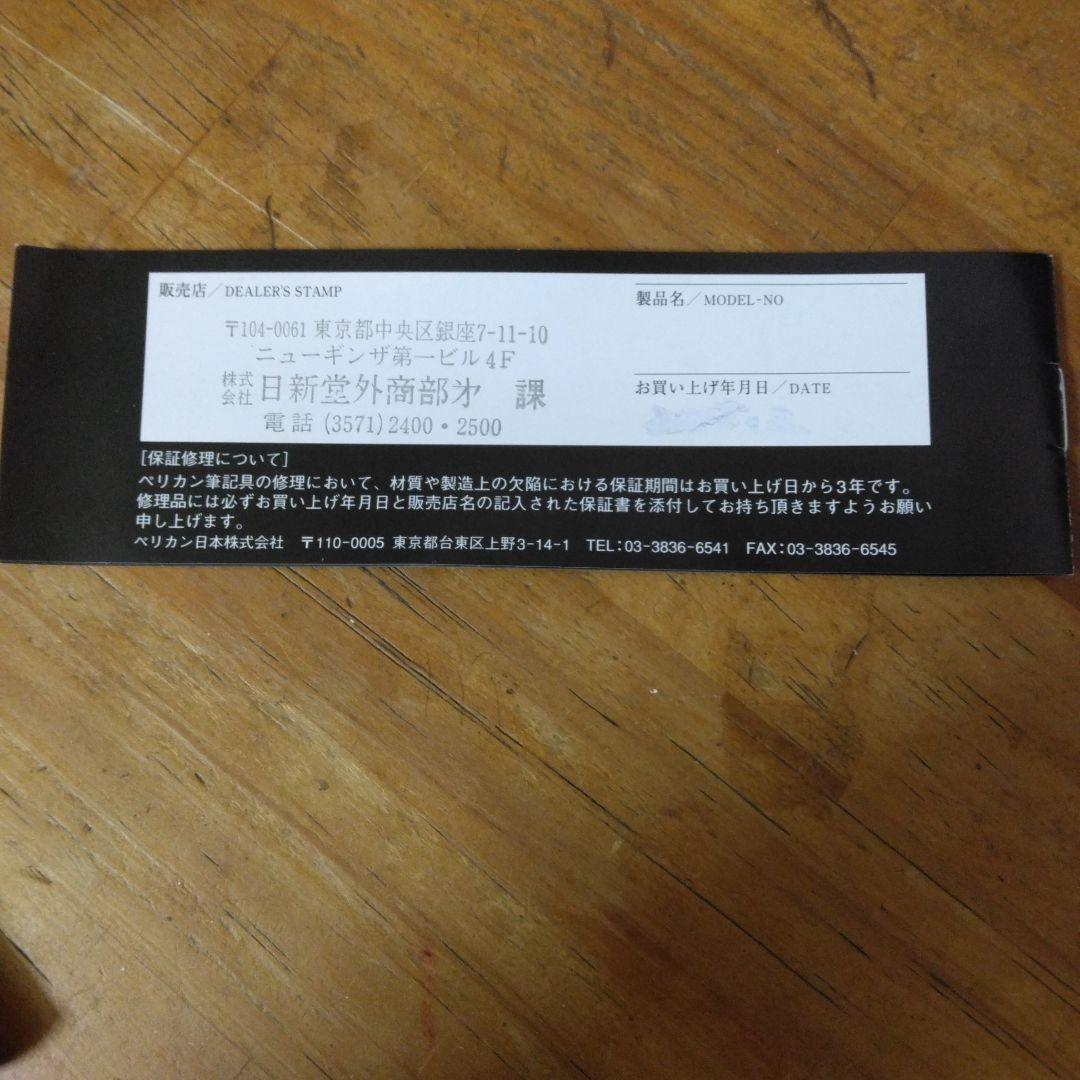 販売店／DEALER'S STAMP
〒104-0061 東京都中央区銀座7-11-10
ニューギンザ第一ビル4F
株式会社 日新堂外商部㐧 課
電話 (3571)2400・2500
製品名／MODEL-NO
お買い上げ年月日／DATE
[保証修理について]
ペリカン筆記具の修理において、材質や製造上の欠陥における保証期間はお買い上げ日から3年です。
修理品には必ずお買い上げ年月日と販売店名の記入された保証書を添付してお持ち頂きますようお願い
申し上げます。
ペリカン日本株式会社 〒110-0005 東京都台東区上野3-14-1 TEL:03-3836-6541 FAX:03-3836-6545